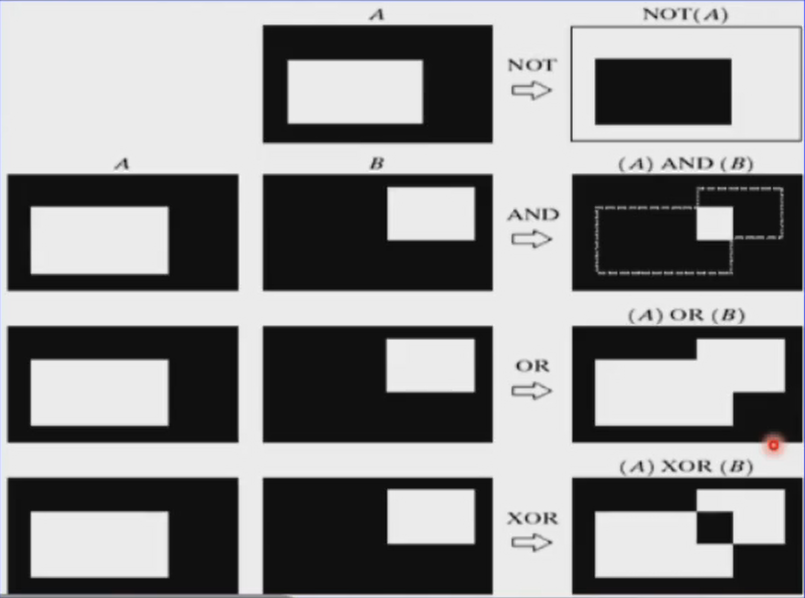 A
NOT(A)
NOT
A
B
(A) AND (B)
AND
(A) OR (B)
OR
(A) XOR (B)
XOR